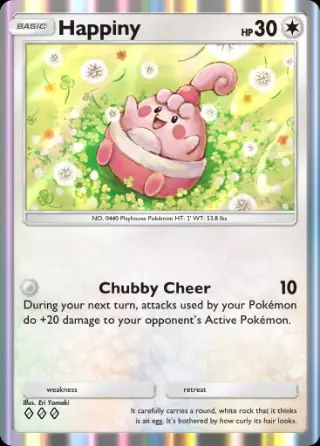 BASIC Happiny HP 30
NO. 0440 Playhouse Pokémon HT: 2' WT: 53.8 lbs.
Chubby Cheer 10
During your next turn, attacks used by your Pokémon
do +20 damage to your opponent's Active Pokémon.
weakness retreat
Illus. Eri Yamaki
It carefully carries a round, white rock that it thinks
is an egg. It's bothered by how curly its hair looks.